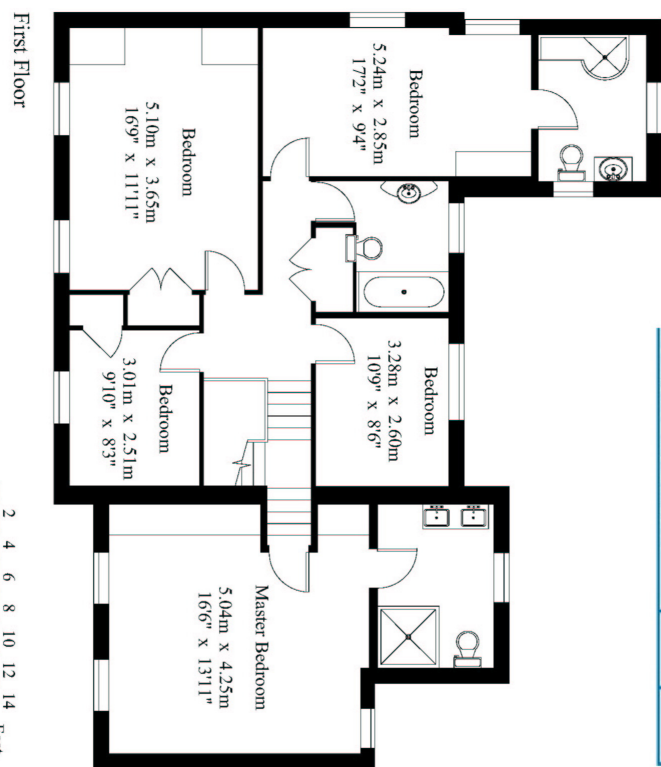 First Floor
Bedroom
5.24m x 2.85m
17'2" x 9'4"
Bedroom
5.10m x 3.65m
16'9" x 11'11"
Bedroom
3.28m x 2.60m
10'9" x 8'6"
Bedroom
3.01m x 2.51m
9'10" x 8'3"
Master Bedroom
5.04m x 4.25m
16'6" x 13'11"
2 4 6 8 10 12 14